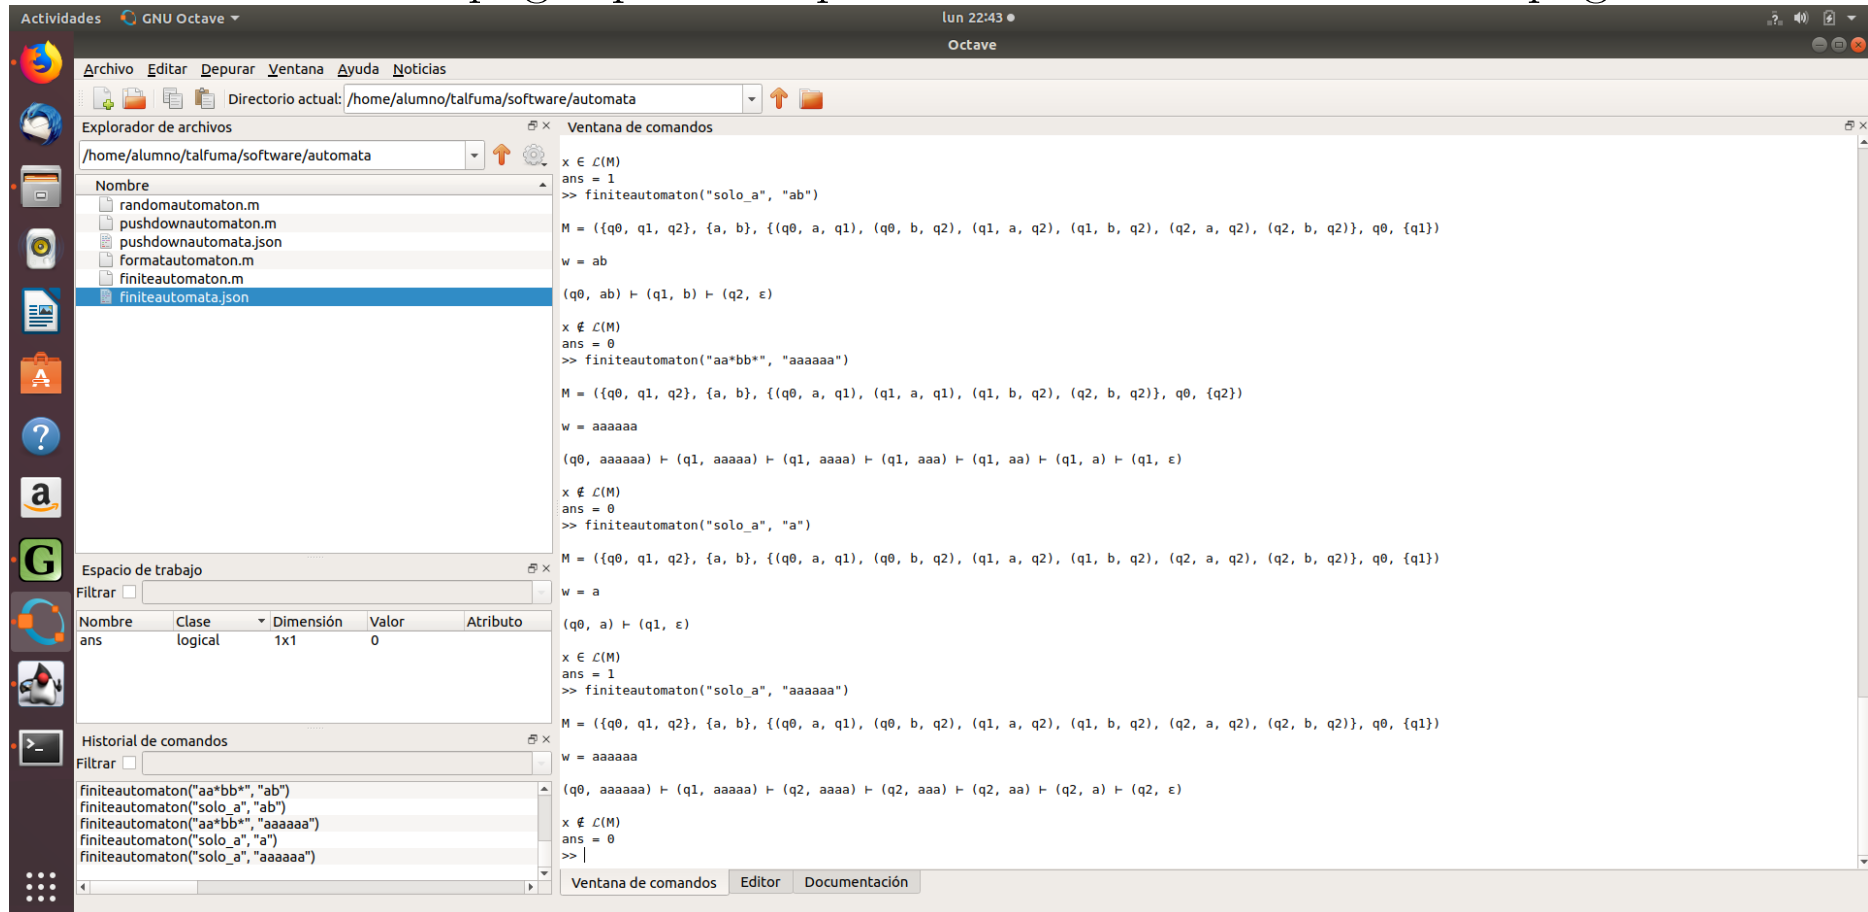 Actividades GNU Octave lun 22:43
Octave
Archivo Editar Depurar Ventana Ayuda Noticias
Directorio actual: /home/alumno/talfuma/software/automata
Explorador de archivos
/home/alumno/talfuma/software/automata
Nombre
randomautomaton.m
pushdownautomaton.m
pushdownautomata.json
formatautomaton.m
finiteautomaton.m
finiteautomata.json
Espacio de trabajo
Filtrar
Nombre Clase Dimensión Valor Atributo
ans logical 1x1 0
Historial de comandos
Filtrar
finiteautomaton("aa*bb*", "ab")
finiteautomaton("solo_a", "ab")
finiteautomaton("aa*bb*", "aaaaaa")
finiteautomaton("solo_a", "a")
finiteautomaton("solo_a", "aaaaaa")
Ventana de comandos
x ∈ ℒ(M)
ans = 1
>> finiteautomaton("solo_a", "ab")
M = ({q0, q1, q2}, {a, b}, {(q0, a, q1), (q0, b, q2), (q1, a, q2), (q1, b, q2), (q2, a, q2), (q2, b, q2)}, q0, {q1})
w = ab
(q0, ab) ⊢ (q1, b) ⊢ (q2, ε)
x ∉ ℒ(M)
ans = 0
>> finiteautomaton("aa*bb*", "aaaaaa")
M = ({q0, q1, q2}, {a, b}, {(q0, a, q1), (q1, a, q1), (q1, b, q2), (q2, b, q2)}, q0, {q2})
w = aaaaaa
(q0, aaaaaa) ⊢ (q1, aaaaa) ⊢ (q1, aaaa) ⊢ (q1, aaa) ⊢ (q1, aa) ⊢ (q1, a) ⊢ (q1, ε)
x ∉ ℒ(M)
ans = 0
>> finiteautomaton("solo_a", "a")
M = ({q0, q1, q2}, {a, b}, {(q0, a, q1), (q0, b, q2), (q1, a, q2), (q1, b, q2), (q2, a, q2), (q2, b, q2)}, q0, {q1})
w = a
(q0, a) ⊢ (q1, ε)
x ∈ ℒ(M)
ans = 1
>> finiteautomaton("solo_a", "aaaaaa")
M = ({q0, q1, q2}, {a, b}, {(q0, a, q1), (q0, b, q2), (q1, a, q2), (q1, b, q2), (q2, a, q2), (q2, b, q2)}, q0, {q1})
w = aaaaaa
(q0, aaaaaa) ⊢ (q1, aaaaa) ⊢ (q2, aaaa) ⊢ (q2, aaa) ⊢ (q2, aa) ⊢ (q2, a) ⊢ (q2, ε)
x ∉ ℒ(M)
ans = 0
>>
Ventana de comandos Editor Documentación